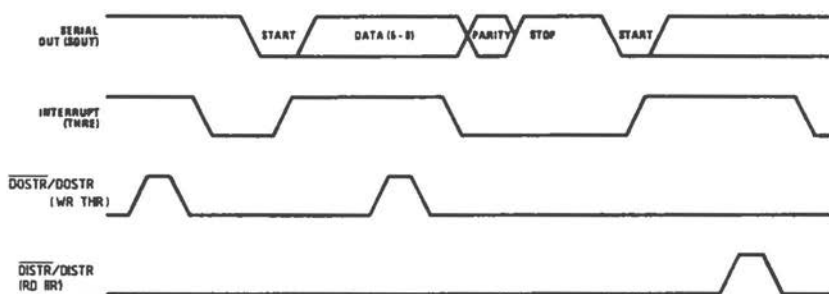 SERIAL
OUT (SOUT)
START
DATA (5-8)
PARITY
STOP
START
INTERRUPT
(THRE)
DOSTR/DOSTR
(WR THR)
DISTR/DISTR
(RD IIR)